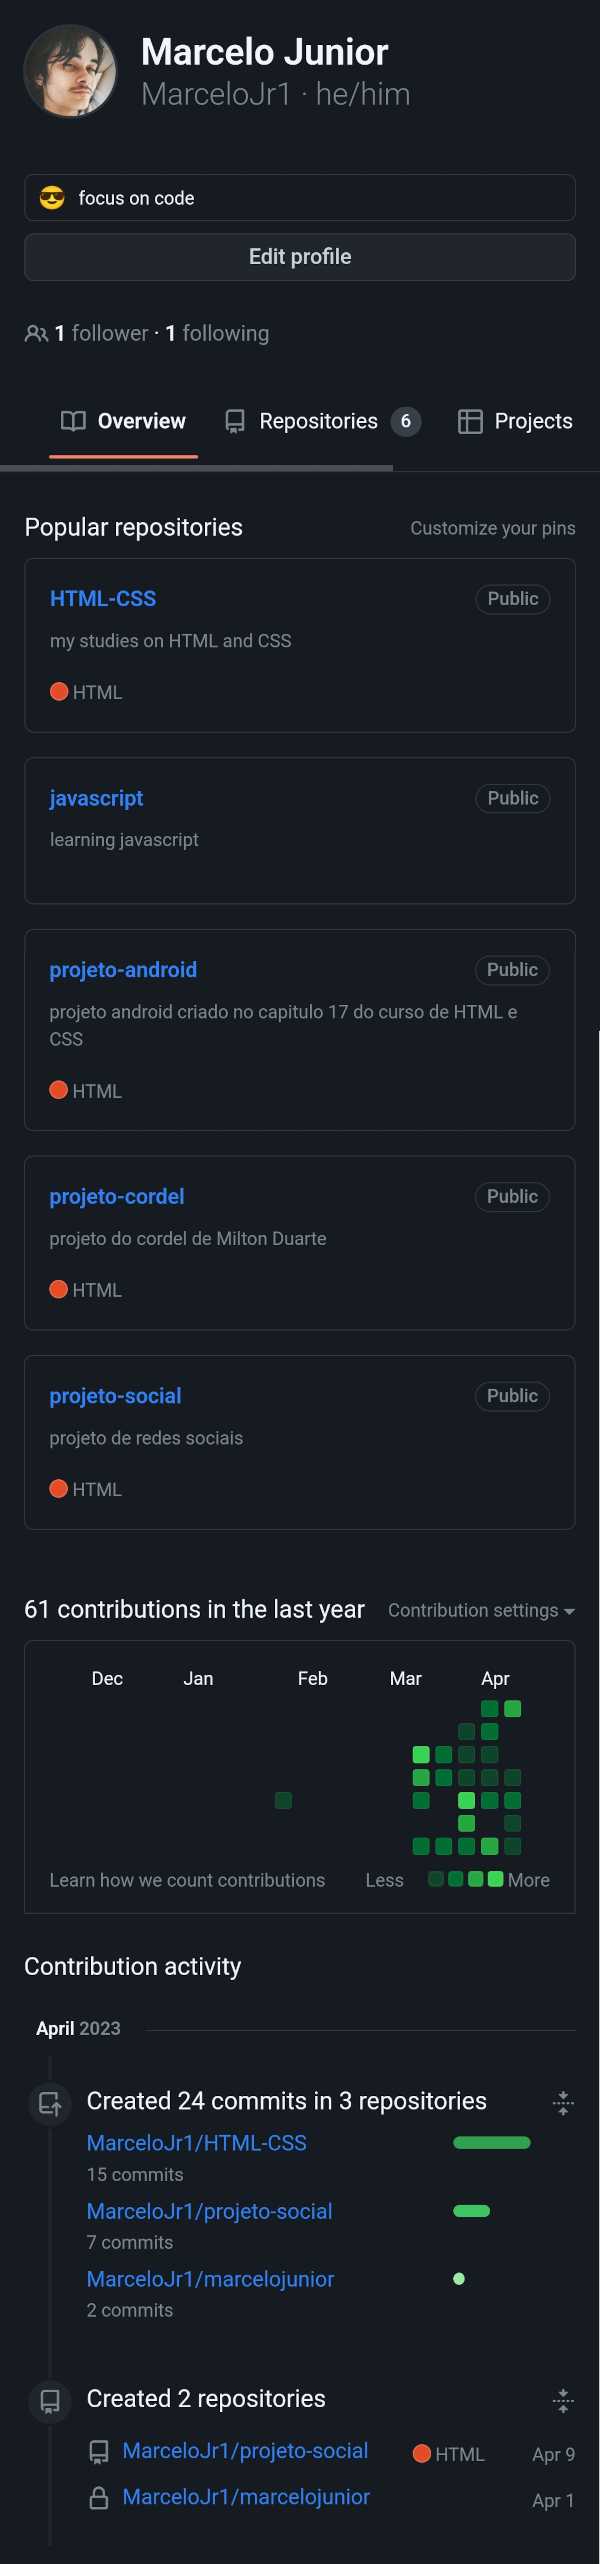 Marcelo Junior
MarceloJr1 · he/him
😎 focus on code
Edit profile
1 follower · 1 following
Overview Repositories 6 Projects
Popular repositories Customize your pins
HTML-CSS Public
my studies on HTML and CSS
HTML
javascript Public
learning javascript
projeto-android Public
projeto android criado no capitulo 17 do curso de HTML e
CSS
HTML
projeto-cordel Public
projeto do cordel de Milton Duarte
HTML
projeto-social Public
projeto de redes sociais
HTML
61 contributions in the last year Contribution settings
Dec Jan Feb Mar Apr
Learn how we count contributions Less More
Contribution activity
April 2023
Created 24 commits in 3 repositories
MarceloJr1/HTML-CSS
15 commits
MarceloJr1/projeto-social
7 commits
MarceloJr1/marcelojunior
2 commits
Created 2 repositories
MarceloJr1/projeto-social HTML Apr 9
MarceloJr1/marcelojunior Apr 1